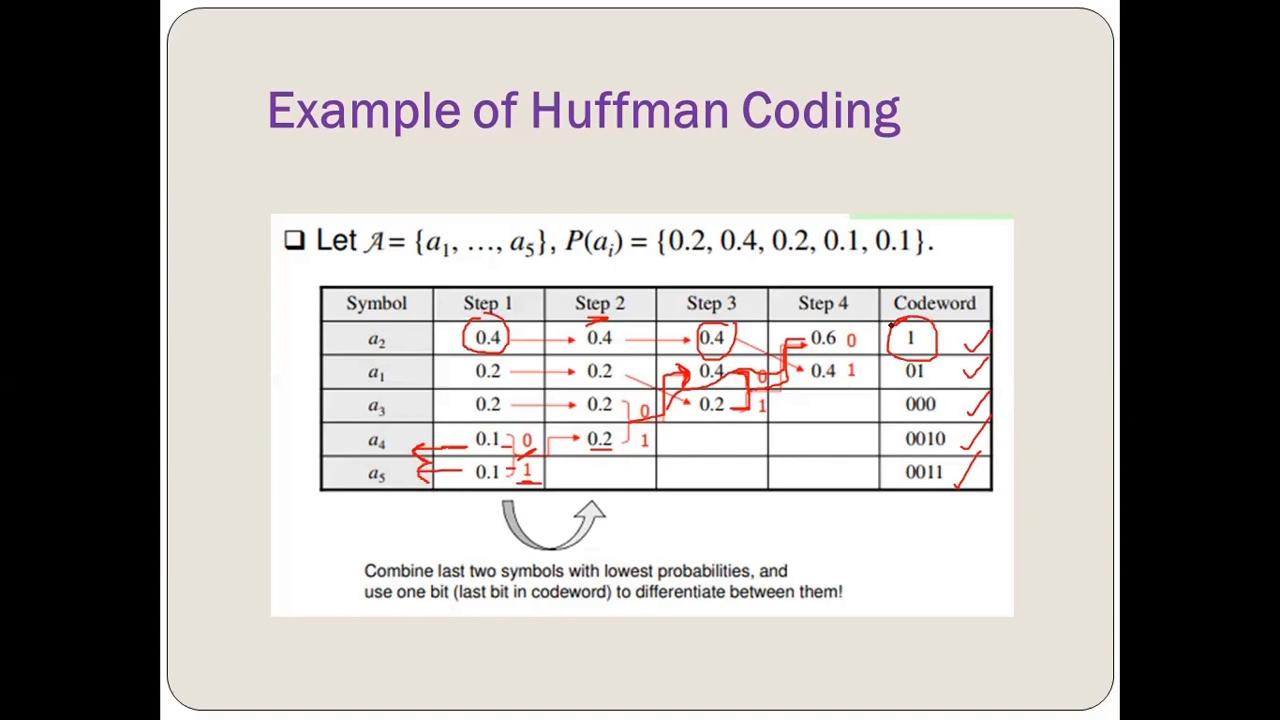 Example of Huffman Coding
❑ Let 𝒜 = {a₁, …, a₅}, P(aᵢ) = {0.2, 0.4, 0.2, 0.1, 0.1}.
Symbol Step 1 Step 2 Step 3 Step 4 Codeword
a₂ 0.4 0.4 0.4 0.6 0 1
a₁ 0.2 0.2 0.4 0 0.4 1 01
a₃ 0.2 0.2 0 0.2 1 000
a₄ 0.1 0 0.2 1 0010
a₅ 0.1 1 0011
Combine last two symbols with lowest probabilities, and
use one bit (last bit in codeword) to differentiate between them!